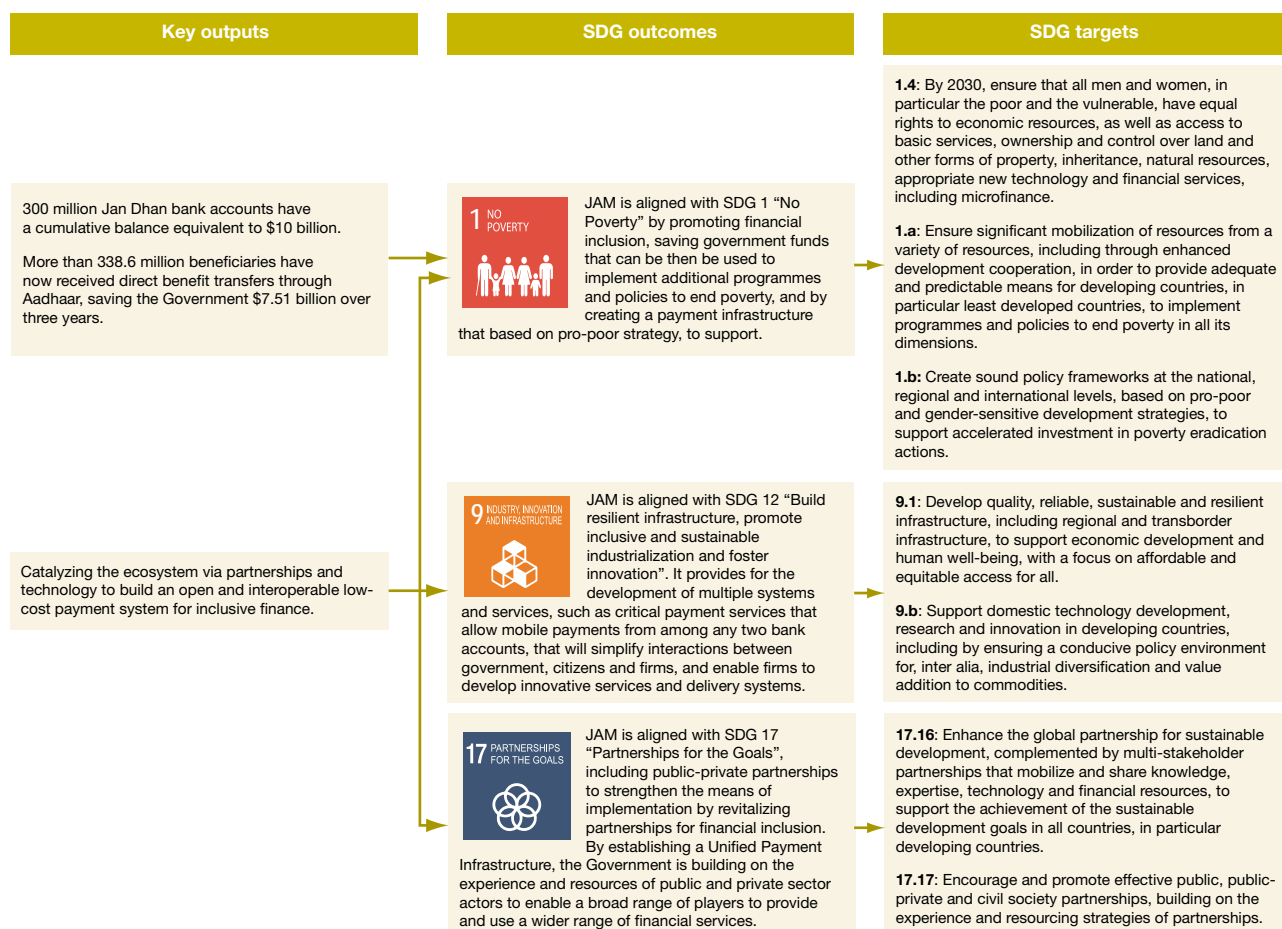 Key outputs
SDG outcomes
SDG targets
300 million Jan Dhan bank accounts have
a cumulative balance equivalent to $10 billion.
More than 338.6 million beneficiaries have
now received direct benefit transfers through
Aadhaar, saving the Government $7.51 billion over
three years.
Catalyzing the ecosystem via partnerships and
technology to build an open and interoperable low-
cost payment system for inclusive finance.
1 NO
POVERTY
JAM is aligned with SDG 1 “No
Poverty” by promoting financial
inclusion, saving government funds
that can be then be used to
implement additional programmes
and policies to end poverty, and by
creating a payment infrastructure
that based on pro-poor strategy, to support.
9 INDUSTRY, INNOVATION
AND INFRASTRUCTURE
JAM is aligned with SDG 12 “Build
resilient infrastructure, promote
inclusive and sustainable
industrialization and foster
innovation”. It provides for the
development of multiple systems
and services, such as critical payment services that
allow mobile payments from among any two bank
accounts, that will simplify interactions between
government, citizens and firms, and enable firms to
develop innovative services and delivery systems.
17 PARTNERSHIPS
FOR THE GOALS
JAM is aligned with SDG 17
“Partnerships for the Goals”,
including public-private partnerships
to strengthen the means of
implementation by revitalizing
partnerships for financial inclusion.
By establishing a Unified Payment
Infrastructure, the Government is building on the
experience and resources of public and private sector
actors to enable a broad range of players to provide
and use a wider range of financial services.
1.4: By 2030, ensure that all men and women, in
particular the poor and the vulnerable, have equal
rights to economic resources, as well as access to
basic services, ownership and control over land and
other forms of property, inheritance, natural resources,
appropriate new technology and financial services,
including microfinance.
1.a: Ensure significant mobilization of resources from a
variety of resources, including through enhanced
development cooperation, in order to provide adequate
and predictable means for developing countries, in
particular least developed countries, to implement
programmes and policies to end poverty in all its
dimensions.
1.b: Create sound policy frameworks at the national,
regional and international levels, based on pro-poor
and gender-sensitive development strategies, to
support accelerated investment in poverty eradication
actions.
9.1: Develop quality, reliable, sustainable and resilient
infrastructure, including regional and transborder
infrastructure, to support economic development and
human well-being, with a focus on affordable and
equitable access for all.
9.b: Support domestic technology development,
research and innovation in developing countries,
including by ensuring a conducive policy environment
for, inter alia, industrial diversification and value
addition to commodities.
17.16: Enhance the global partnership for sustainable
development, complemented by multi-stakeholder
partnerships that mobilize and share knowledge,
expertise, technology and financial resources, to
support the achievement of the sustainable
development goals in all countries, in particular
developing countries.
17.17: Encourage and promote effective public, public-
private and civil society partnerships, building on the
experience and resourcing strategies of partnerships.